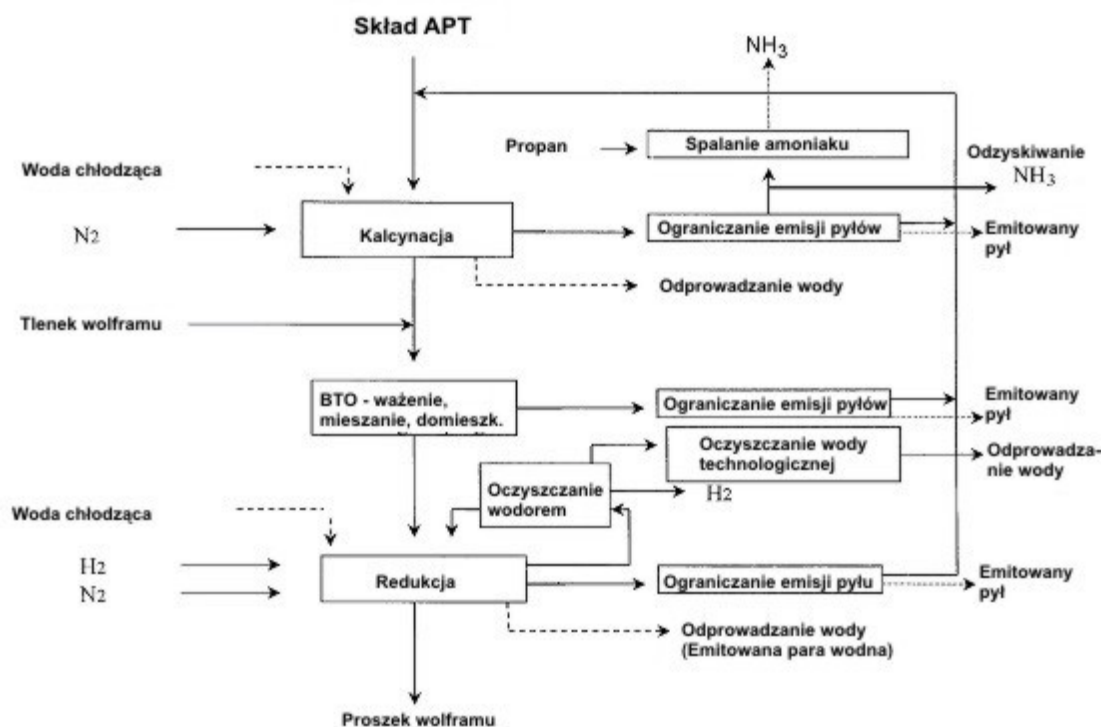 Skład APT
NH3
Propan
Spalanie amoniaku
Odzyskiwanie
NH3
Woda chłodząca
N2
Kalcynacja
Ograniczanie emisji pyłów
Emitowany
pył
Odprowadzanie wody
Tlenek wolframu
BTO - ważenie,
mieszanie, domieszk.
Ograniczanie emisji pyłów
Emitowany
pył
Oczyszczanie wody
technologicznej
Odprowadza-
nie wody
Oczyszczanie
wodorem
H2
Woda chłodząca
H2
N2
Redukcja
Ograniczanie emisji pyłu
Emitowany
pył
Odprowadzanie wody
(Emitowana para wodna)
Proszek wolframu